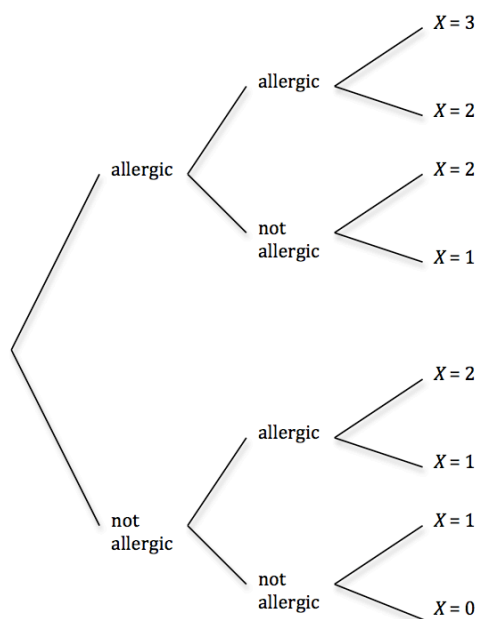 X = 3
allergic
X = 2
allergic
X = 2
not
allergic
X = 1
X = 2
allergic
X = 1
not
allergic
X = 1
not
allergic
X = 0